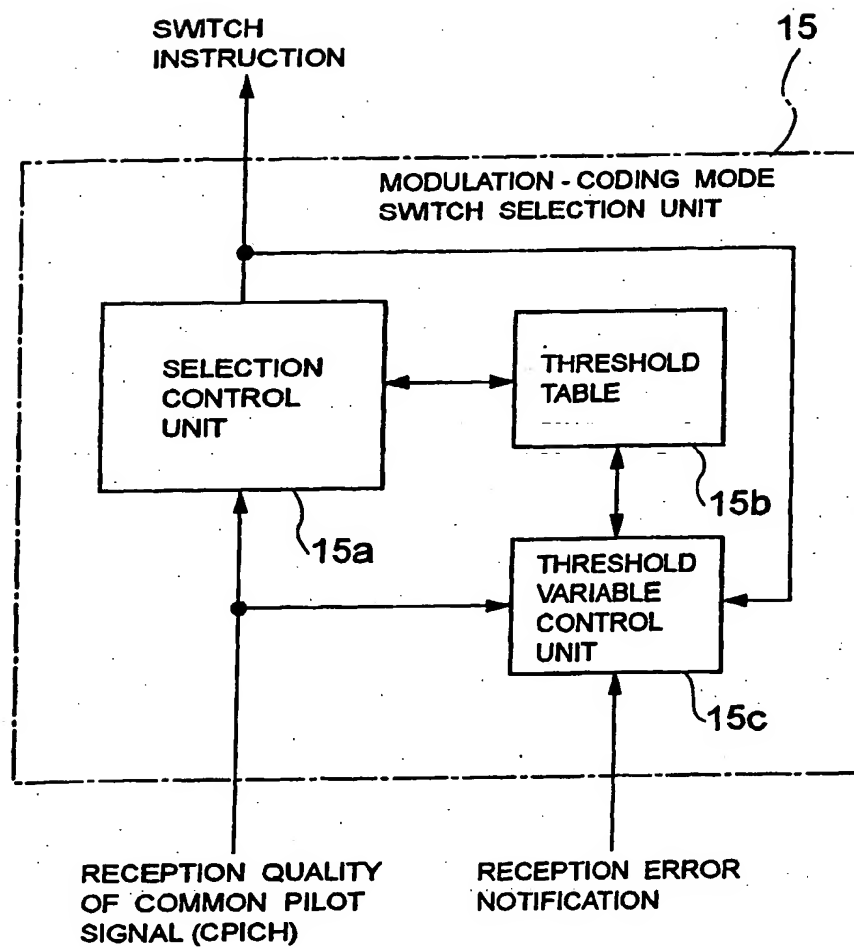 SWITCH
INSTRUCTION
15
MODULATION - CODING MODE
SWITCH SELECTION UNIT
SELECTION
CONTROL
UNIT
15a
THRESHOLD
TABLE
15b
THRESHOLD
VARIABLE
CONTROL
UNIT
15c
RECEPTION QUALITY
OF COMMON PILOT
SIGNAL (CPICH)
RECEPTION ERROR
NOTIFICATION